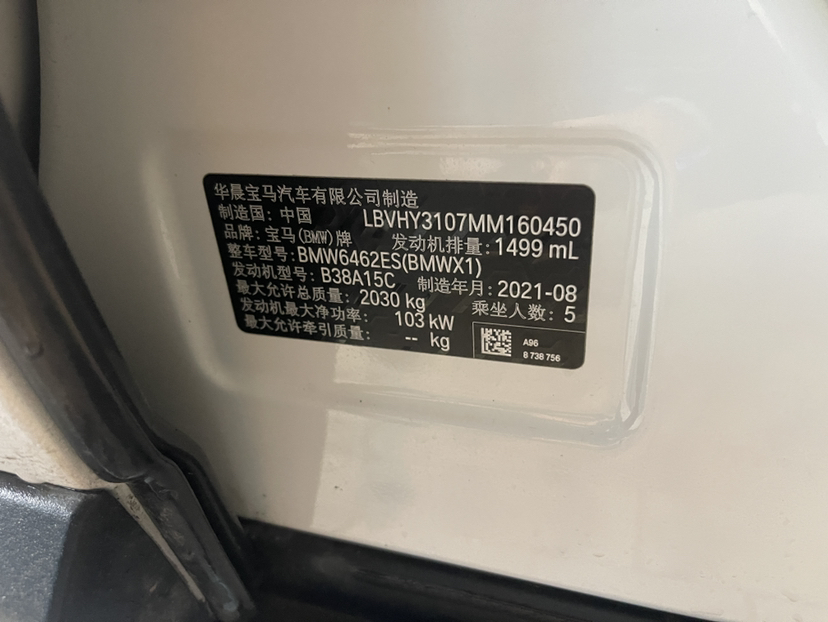 华晨宝马汽车有限公司制造
制造国: 中国 LBVHY3107MM160450
品牌: 宝马(BMW)牌 发动机排量: 1499 mL
整车型号: BMW6462ES(BMWX1)
发动机型号: B38A15C 制造年月: 2021-08
最大允许总质量: 2030 kg 乘坐人数: 5
发动机最大净功率: 103 kW
最大允许牵引质量: -- kg
A96
8 738 756